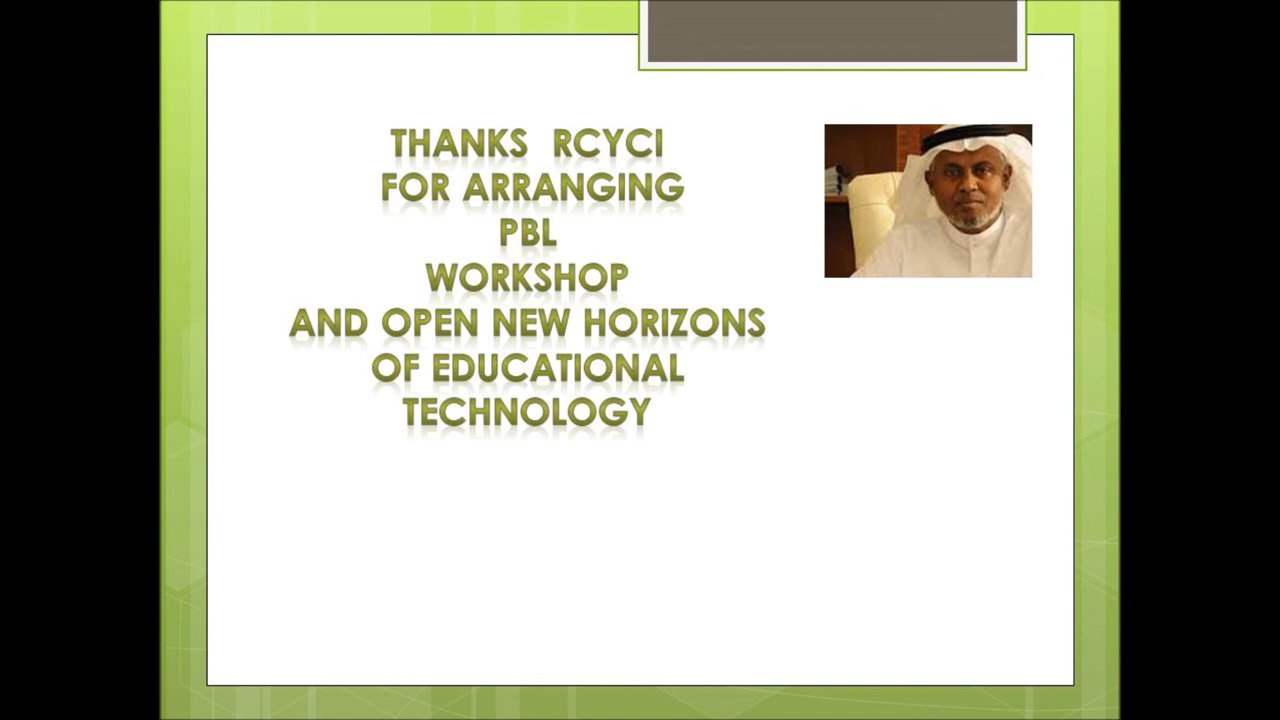 THANKS RCYCI
FOR ARRANGING
PBL
WORKSHOP
AND OPEN NEW HORIZONS
OF EDUCATIONAL
TECHNOLOGY